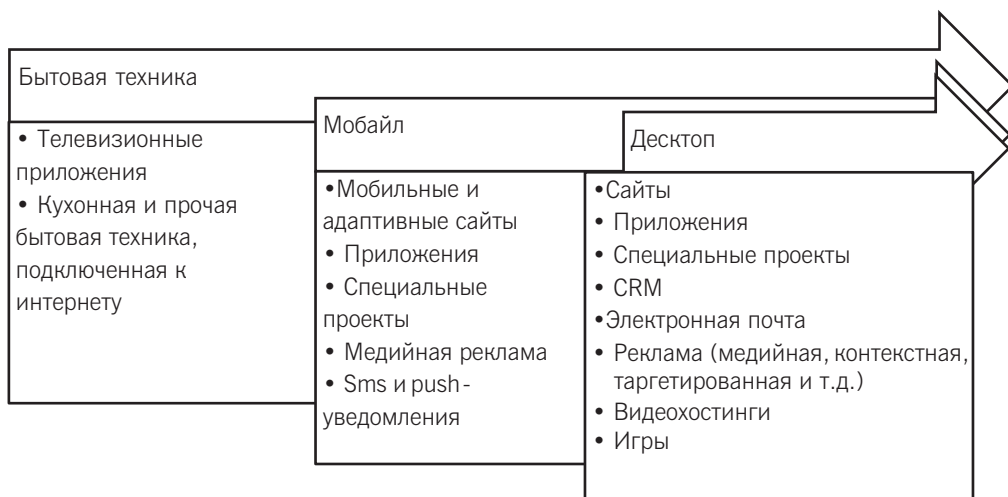 Бытовая техника
• Телевизионные
приложения
• Кухонная и прочая
бытовая техника,
подключенная к
интернету
Мобайл
•Мобильные и
адаптивные сайты
• Приложения
• Специальные
проекты
• Медийная реклама
• Sms и push-
уведомления
Десктоп
•Сайты
• Приложения
• Специальные проекты
• CRM
•Электронная почта
• Реклама (медийная, контекстная,
таргетированная и т.д.)
• Видеохостинги
• Игры